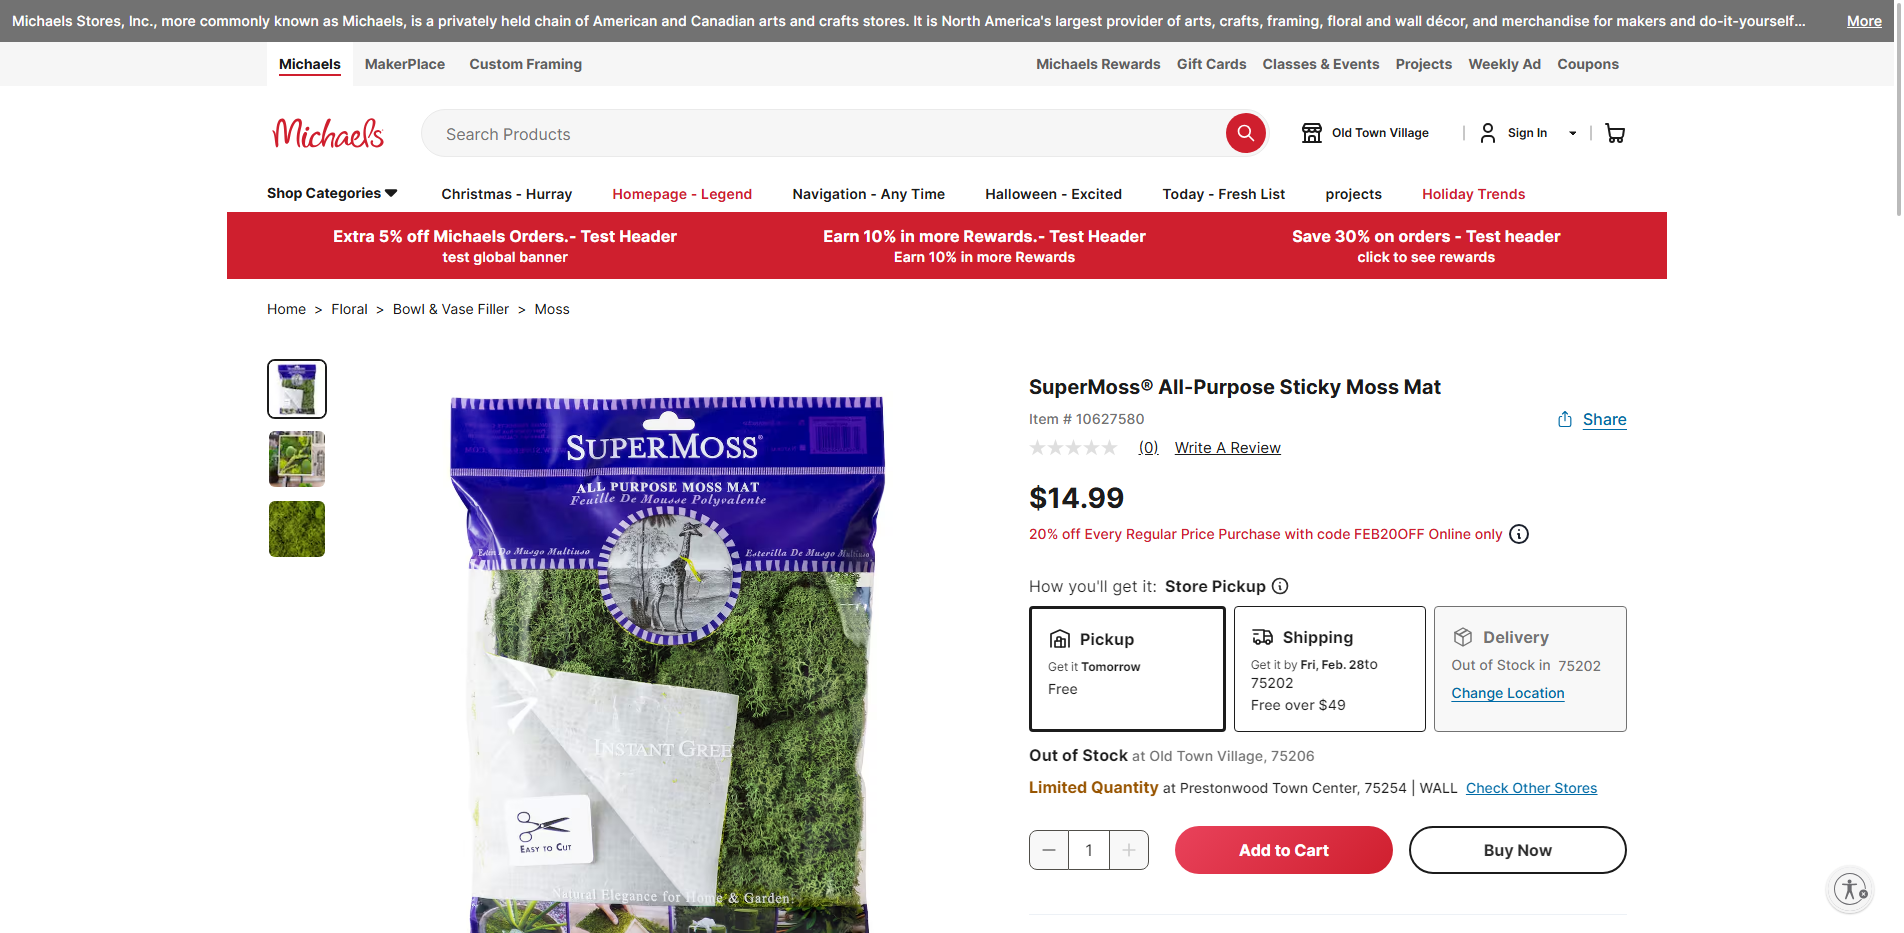 Michaels Stores, Inc., more commonly known as Michaels, is a privately held chain of American and Canadian arts and crafts stores. It is North America's largest provider of arts, crafts, framing, floral and wall décor, and merchandise for makers and do-it-yourself... More
Michaels MakerPlace Custom Framing Michaels Rewards Gift Cards Classes & Events Projects Weekly Ad Coupons
Michaels Search Products Old Town Village | Sign In |
Shop Categories Christmas - Hurray Homepage - Legend Navigation - Any Time Halloween - Excited Today - Fresh List projects Holiday Trends
Extra 5% off Michaels Orders.- Test Header Earn 10% in more Rewards.- Test Header Save 30% on orders - Test header
test global banner Earn 10% in more Rewards click to see rewards
Home > Floral > Bowl & Vase Filler > Moss
SUPERMOSS®
ALL PURPOSE MOSS MAT
Feuille De Mousse Polyvalente
Estera Do Musgo Multiuso
Esterilla De Musgo Multiuso
INSTANT GREE
EASY TO CUT
Natural Elegance for Home & Garden!
SuperMoss® All-Purpose Sticky Moss Mat
Item # 10627580
Share
(0) Write A Review
$14.99
20% off Every Regular Price Purchase with code FEB20OFF Online only
How you'll get it: Store Pickup
Pickup
Get it Tomorrow
Free
Shipping
Get it by Fri, Feb. 28to
75202
Free over $49
Delivery
Out of Stock in 75202
Change Location
Out of Stock at Old Town Village, 75206
Limited Quantity at Prestonwood Town Center, 75254 | WALL Check Other Stores
− 1 + Add to Cart Buy Now